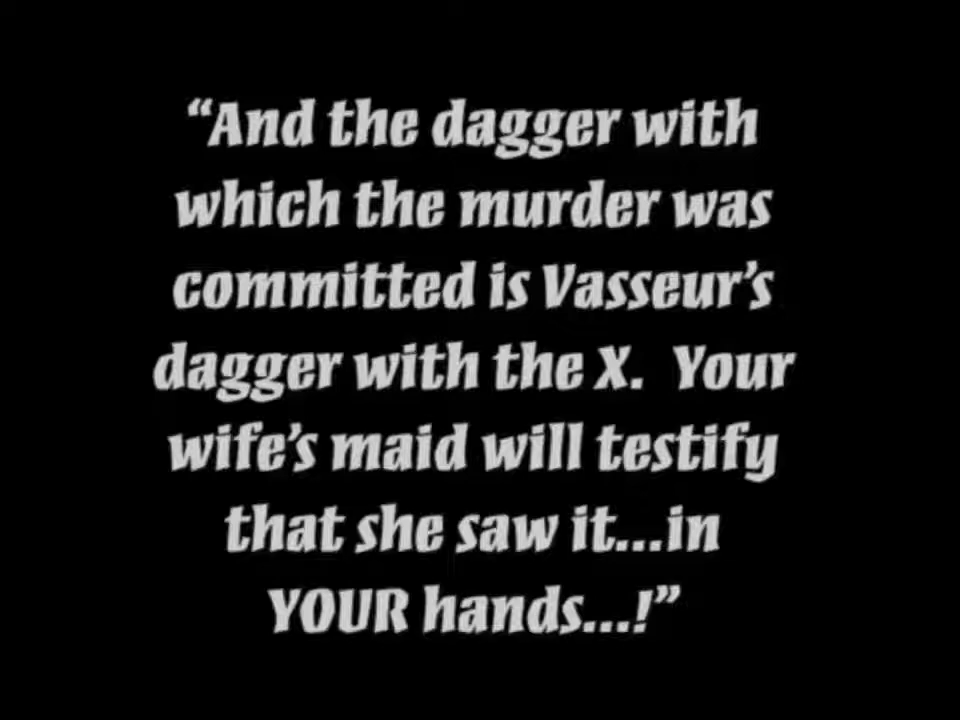 “And the dagger with
which the murder was
committed is Vasseur’s
dagger with the X. Your
wife’s maid will testify
that she saw it...in
YOUR hands...!”